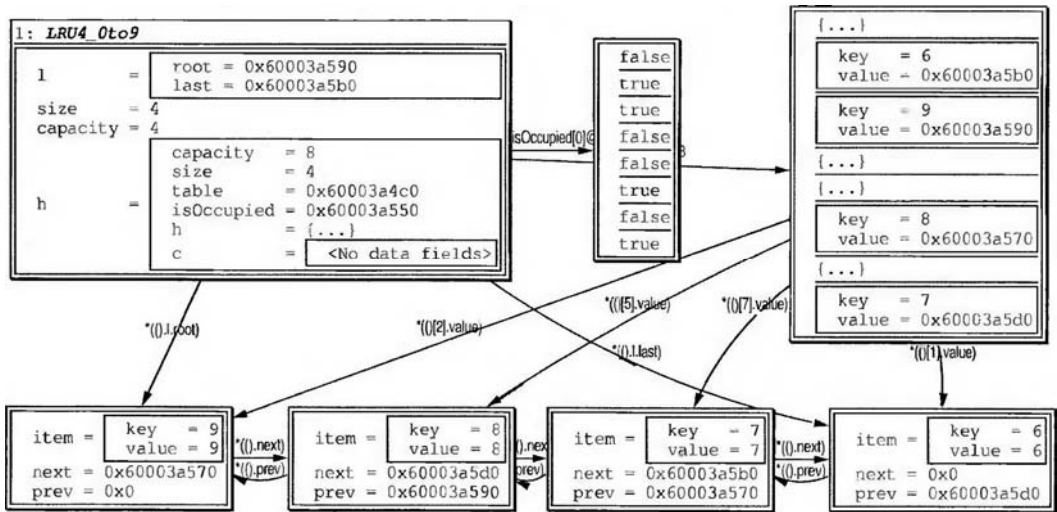 1: LRU4_0to9
l =
root = 0x60003a590
last = 0x60003a5b0
size = 4
capacity = 4
h =
capacity = 8
size = 4
table = 0x60003a4c0
isOccupied = 0x60003a550
h = {...}
c = <No data fields>
isOccupied[0]@
8
false
true
true
false
false
true
false
true
{...}
key = 6
value = 0x60003a5b0
key = 9
value = 0x60003a590
{...}
{...}
key = 8
value = 0x60003a570
{...}
key = 7
value = 0x60003a5d0
*(().l.root)
*(()[2].value)
*(()[5].value)
*(()[7].value)
*(().l.last)
*(()[1].value)
item =
key = 9
value = 9
next = 0x60003a570
prev = 0x0
*(().next)
*(().prev)
item =
key = 8
value = 8
next = 0x60003a5d0
prev = 0x60003a590
().nex
prev)
item =
key = 7
value = 7
next = 0x60003a5b0
prev = 0x60003a570
*(().next)
*(().prev)
item =
key = 6
value = 6
next = 0x0
prev = 0x60003a5d0